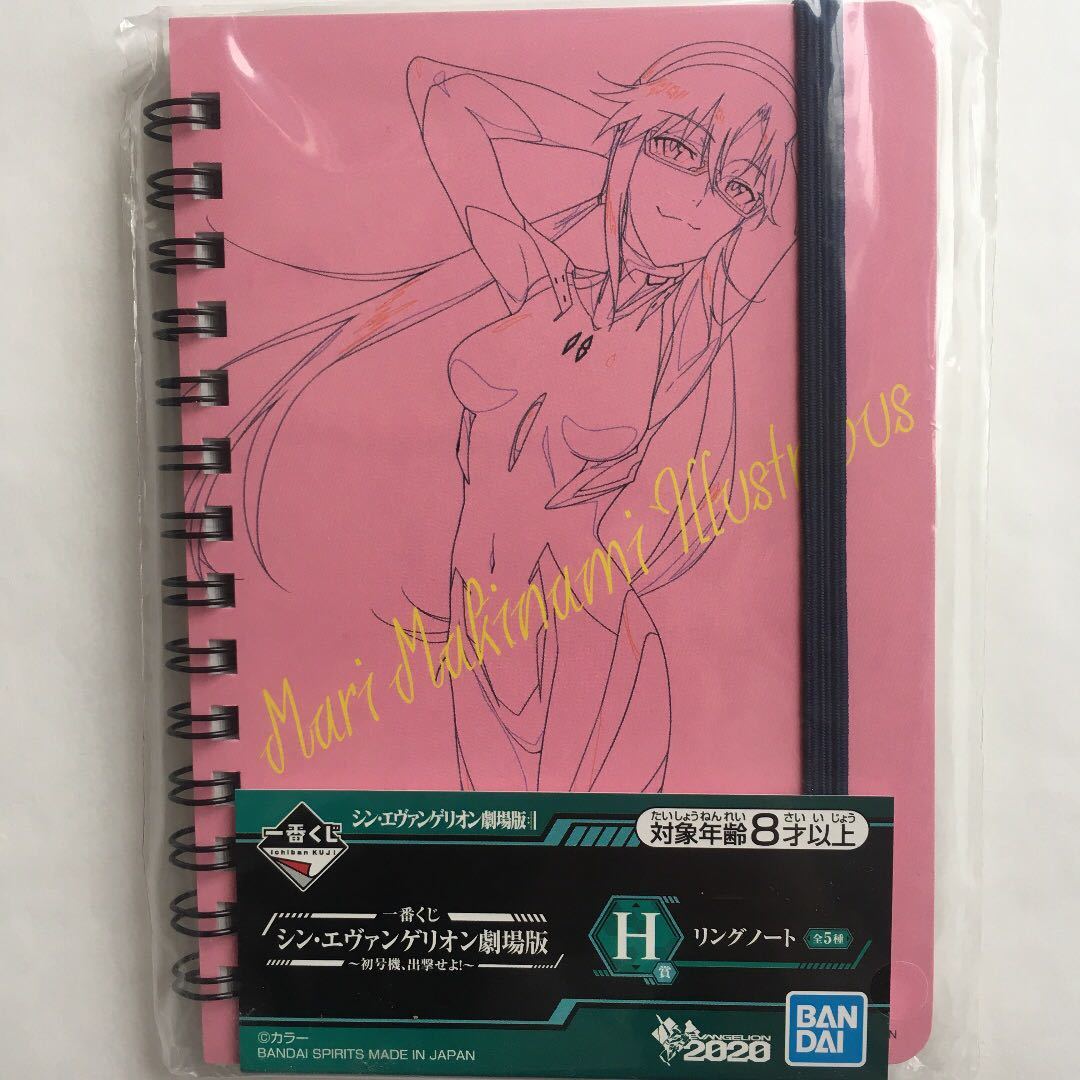 Mari Makinami Illustrious
一番くじ
Ichiban KUJI
シン・エヴァンゲリオン劇場版:||
たいしょうねんれい さい いじょう
対象年齢8才以上
一番くじ
シン・エヴァンゲリオン劇場版
~初号機、出撃せよ!~
H賞
リングノート 全5種
©カラー
BANDAI SPIRITS MADE IN JAPAN
EVANGELION
2020
BAN
DAI